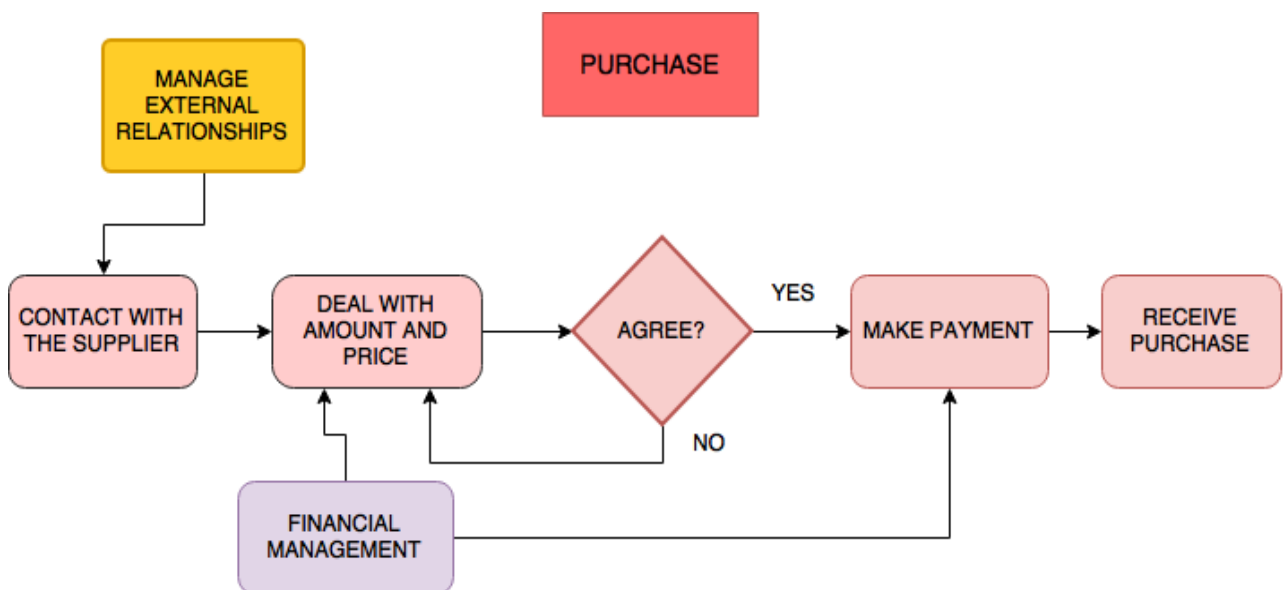 MANAGE
EXTERNAL
RELATIONSHIPS
PURCHASE
CONTACT WITH
THE SUPPLIER
DEAL WITH
AMOUNT AND
PRICE
AGREE?
YES
MAKE PAYMENT
RECEIVE
PURCHASE
NO
FINANCIAL
MANAGEMENT